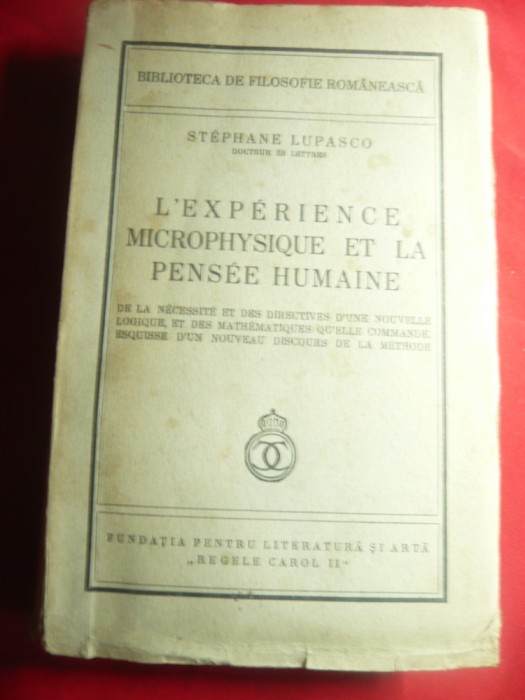 BIBLIOTECA DE FILOSOFIE ROMÂNEASCĂ
STÉPHANE LUPASCO
DOCTEUR ÈS LETTRES
L'EXPÉRIENCE
MICROPHYSIQUE ET LA
PENSÉE HUMAINE
DE LA NÉCESSITÉ ET DES DIRECTIVES D'UNE NOUVELLE
LOGIQUE, ET DES MATHÉMATIQUES QU'ELLE COMMANDE.
ESQUISSE D'UN NOUVEAU DISCOURS DE LA MÉTHODE
FUNDAȚIA PENTRU LITERATURĂ ȘI ARTĂ
„REGELE CAROL II"